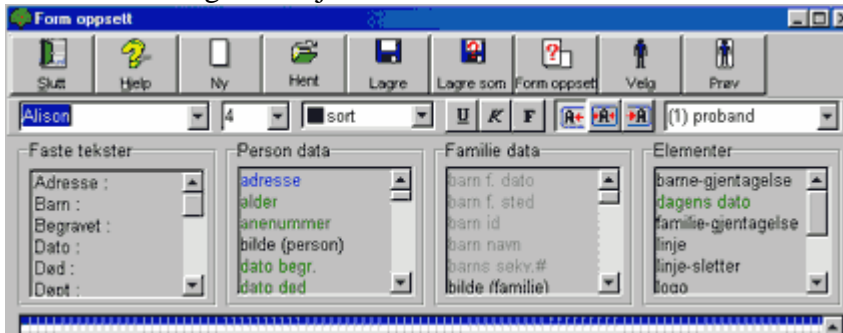 Form oppsett
Slutt Hjelp Ny Hent Lagre Lagre som Form oppsett Velg Prøv
Alison 4 sort U K F (1) proband
Faste tekster Person data Familie data Elementer
Adresse : adresse barn f. dato barne-gjentagelse
Barn : alder barn f. sted dagens dato
Begravet : anenummer barn id familie-gjentagelse
Dato : bilde (person) barn navn linje
Død : dato begr. barns sekv.# linje-sletter
Døpt : dato død bilde (familie) logo